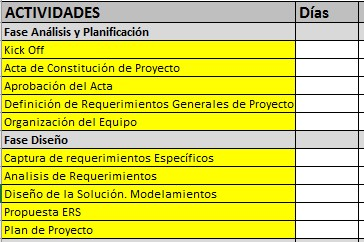 ACTIVIDADES Días
Fase Análisis y Planificación
Kick Off
Acta de Constitución de Proyecto
Aprobación del Acta
Definición de Requerimientos Generales de Proyecto
Organización del Equipo
Fase Diseño
Captura de requerimientos Específicos
Analisis de Requerimientos
Diseño de la Solución. Modelamientos
Propuesta ERS
Plan de Proyecto